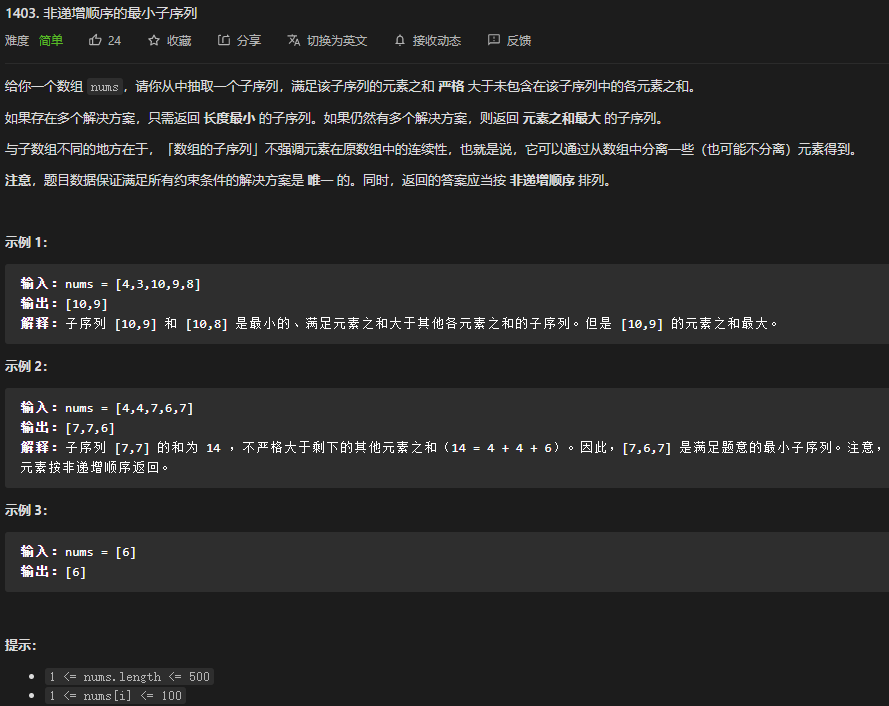 1403. 非递增顺序的最小子序列
难度 简单 24 收藏 分享 切换为英文 接收动态 反馈
给你一个数组 nums，请你从中抽取一个子序列，满足该子序列的元素之和 严格 大于未包含在该子序列中的各元素之和。
如果存在多个解决方案，只需返回 长度最小 的子序列。如果仍然有多个解决方案，则返回 元素之和最大 的子序列。
与子数组不同的地方在于，「数组的子序列」不强调元素在原数组中的连续性，也就是说，它可以通过从数组中分离一些（也可能不分离）元素得到。
注意，题目数据保证满足所有约束条件的解决方案是 唯一 的。同时，返回的答案应当按 非递增顺序 排列。
示例 1：
输入：nums = [4,3,10,9,8]
输出：[10,9]
解释：子序列 [10,9] 和 [10,8] 是最小的、满足元素之和大于其他各元素之和的子序列。但是 [10,9] 的元素之和最大。
示例 2：
输入：nums = [4,4,7,6,7]
输出：[7,7,6]
解释：子序列 [7,7] 的和为 14 ，不严格大于剩下的其他元素之和（14 = 4 + 4 + 6）。因此，[7,6,7] 是满足题意的最小子序列。注意，
元素按非递增顺序返回。
示例 3：
输入：nums = [6]
输出：[6]
提示：
• 1 <= nums.length <= 500
• 1 <= nums[i] <= 100